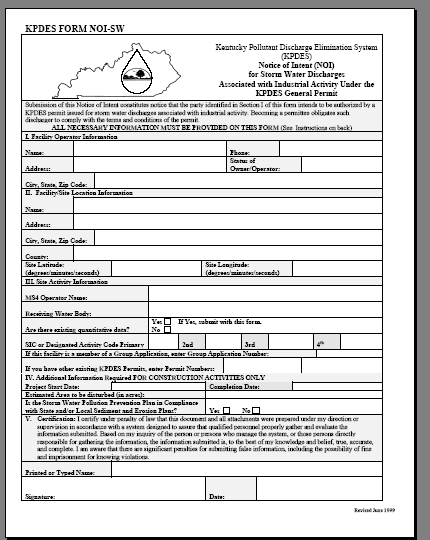 KPDES FORM NOI-SW
Kentucky Pollutant Discharge Elimination System
(KPDES)
Notice of Intent (NOI)
for Storm Water Discharges
Associated with Industrial Activity Under the
KPDES General Permit
Submission of this Notice of Intent constitutes notice that the party identified in Section I of this form intends to be authorized by a
KPDES permit issued for storm water discharges associated with industrial activity. Becoming a permittee obligates such
discharger to comply with the terms and conditions of the permit.
ALL NECESSARY INFORMATION MUST BE PROVIDED ON THIS FORM (See Instructions on back)
I. Facility Operator Information
Name: Phone:
Address: Status of
Owner/Operator:
City, State, Zip Code:
II. Facility/Site Location Information
Name:
Address:
City, State, Zip Code:
County:
Site Latitude: Site Longitude:
(degrees/minutes/seconds) (degrees/minutes/seconds)
III. Site Activity Information
MS4 Operator Name:
Receiving Water Body:
Are there existing quantitative data? Yes If Yes, submit with this form.
No
SIC or Designated Activity Code Primary 2nd 3rd 4th
If this facility is a member of a Group Application, enter Group Application Number:
If you have other existing KPDES Permits, enter Permit Numbers:
IV. Additional Information Required FOR CONSTRUCTION ACTIVITIES ONLY
Project Start Date: Completion Date:
Estimated Area to be disturbed (in acres):
Is the Storm Water Pollution Prevention Plan in Compliance
with State and/or Local Sediment and Erosion Plans? Yes No
V. Certification: I certify under penalty of law that this document and all attachments were prepared under my direction or
supervision in accordance with a system designed to assure that qualified personnel properly gather and evaluate the
information submitted. Based on my inquiry of the person or persons who manage the system, or those persons directly
responsible for gathering the information, the information submitted is, to the best of my knowledge and belief, true, accurate,
and complete. I am aware that there are significant penalties for submitting false information, including the possibility of fine
and imprisonment for knowing violations.
Printed or Typed Name:
Signature: Date:
Revised June 1999